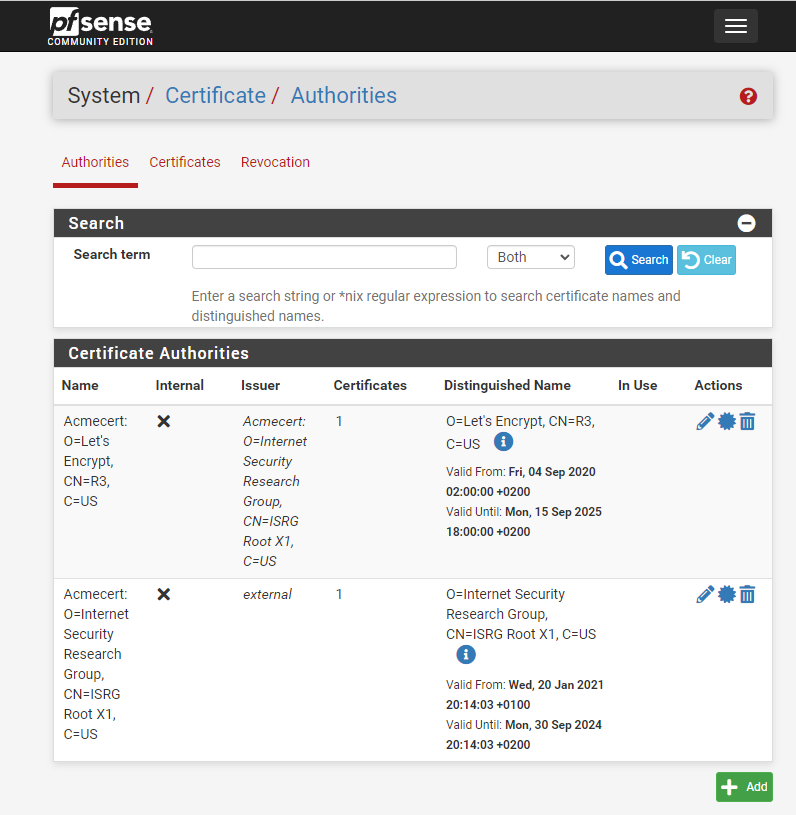 pfsense
COMMUNITY EDITION
System / Certificate / Authorities
Authorities Certificates Revocation
Search
Search term Both Search Clear
Enter a search string or *nix regular expression to search certificate names and
distinguished names.
Certificate Authorities
Name Internal Issuer Certificates Distinguished Name In Use Actions
Acmecert:
O=Let's
Encrypt,
CN=R3,
C=US
Acmecert:
O=Internet
Security
Research
Group,
CN=ISRG
Root X1,
C=US
1
O=Let's Encrypt, CN=R3,
C=US
Valid From: Fri, 04 Sep 2020
02:00:00 +0200
Valid Until: Mon, 15 Sep 2025
18:00:00 +0200
Acmecert:
O=Internet
Security
Research
Group,
CN=ISRG
Root X1,
C=US
external
1
O=Internet Security
Research Group,
CN=ISRG Root X1, C=US
Valid From: Wed, 20 Jan 2021
20:14:03 +0100
Valid Until: Mon, 30 Sep 2024
20:14:03 +0200
Add